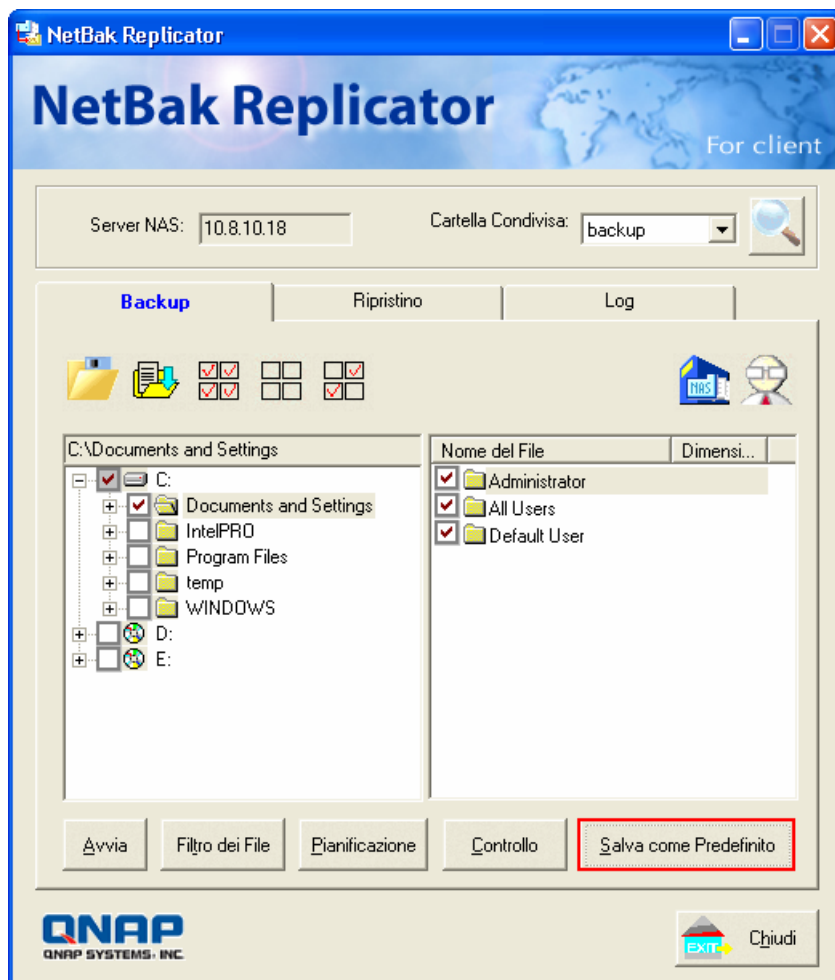 NetBak Replicator
NetBak Replicator
For client
Server NAS: 10.8.10.18 Cartella Condivisa: backup
Backup Ripristino Log
NAS
C:\Documents and Settings
C:
Documents and Settings
IntelPRO
Program Files
temp
WINDOWS
D:
E:
Nome del File Dimensi...
Administrator
All Users
Default User
Avvia Filtro dei File Pianificazione Controllo Salva come Predefinito
QNAP
QNAP SYSTEMS, INC.
EXIT Chiudi